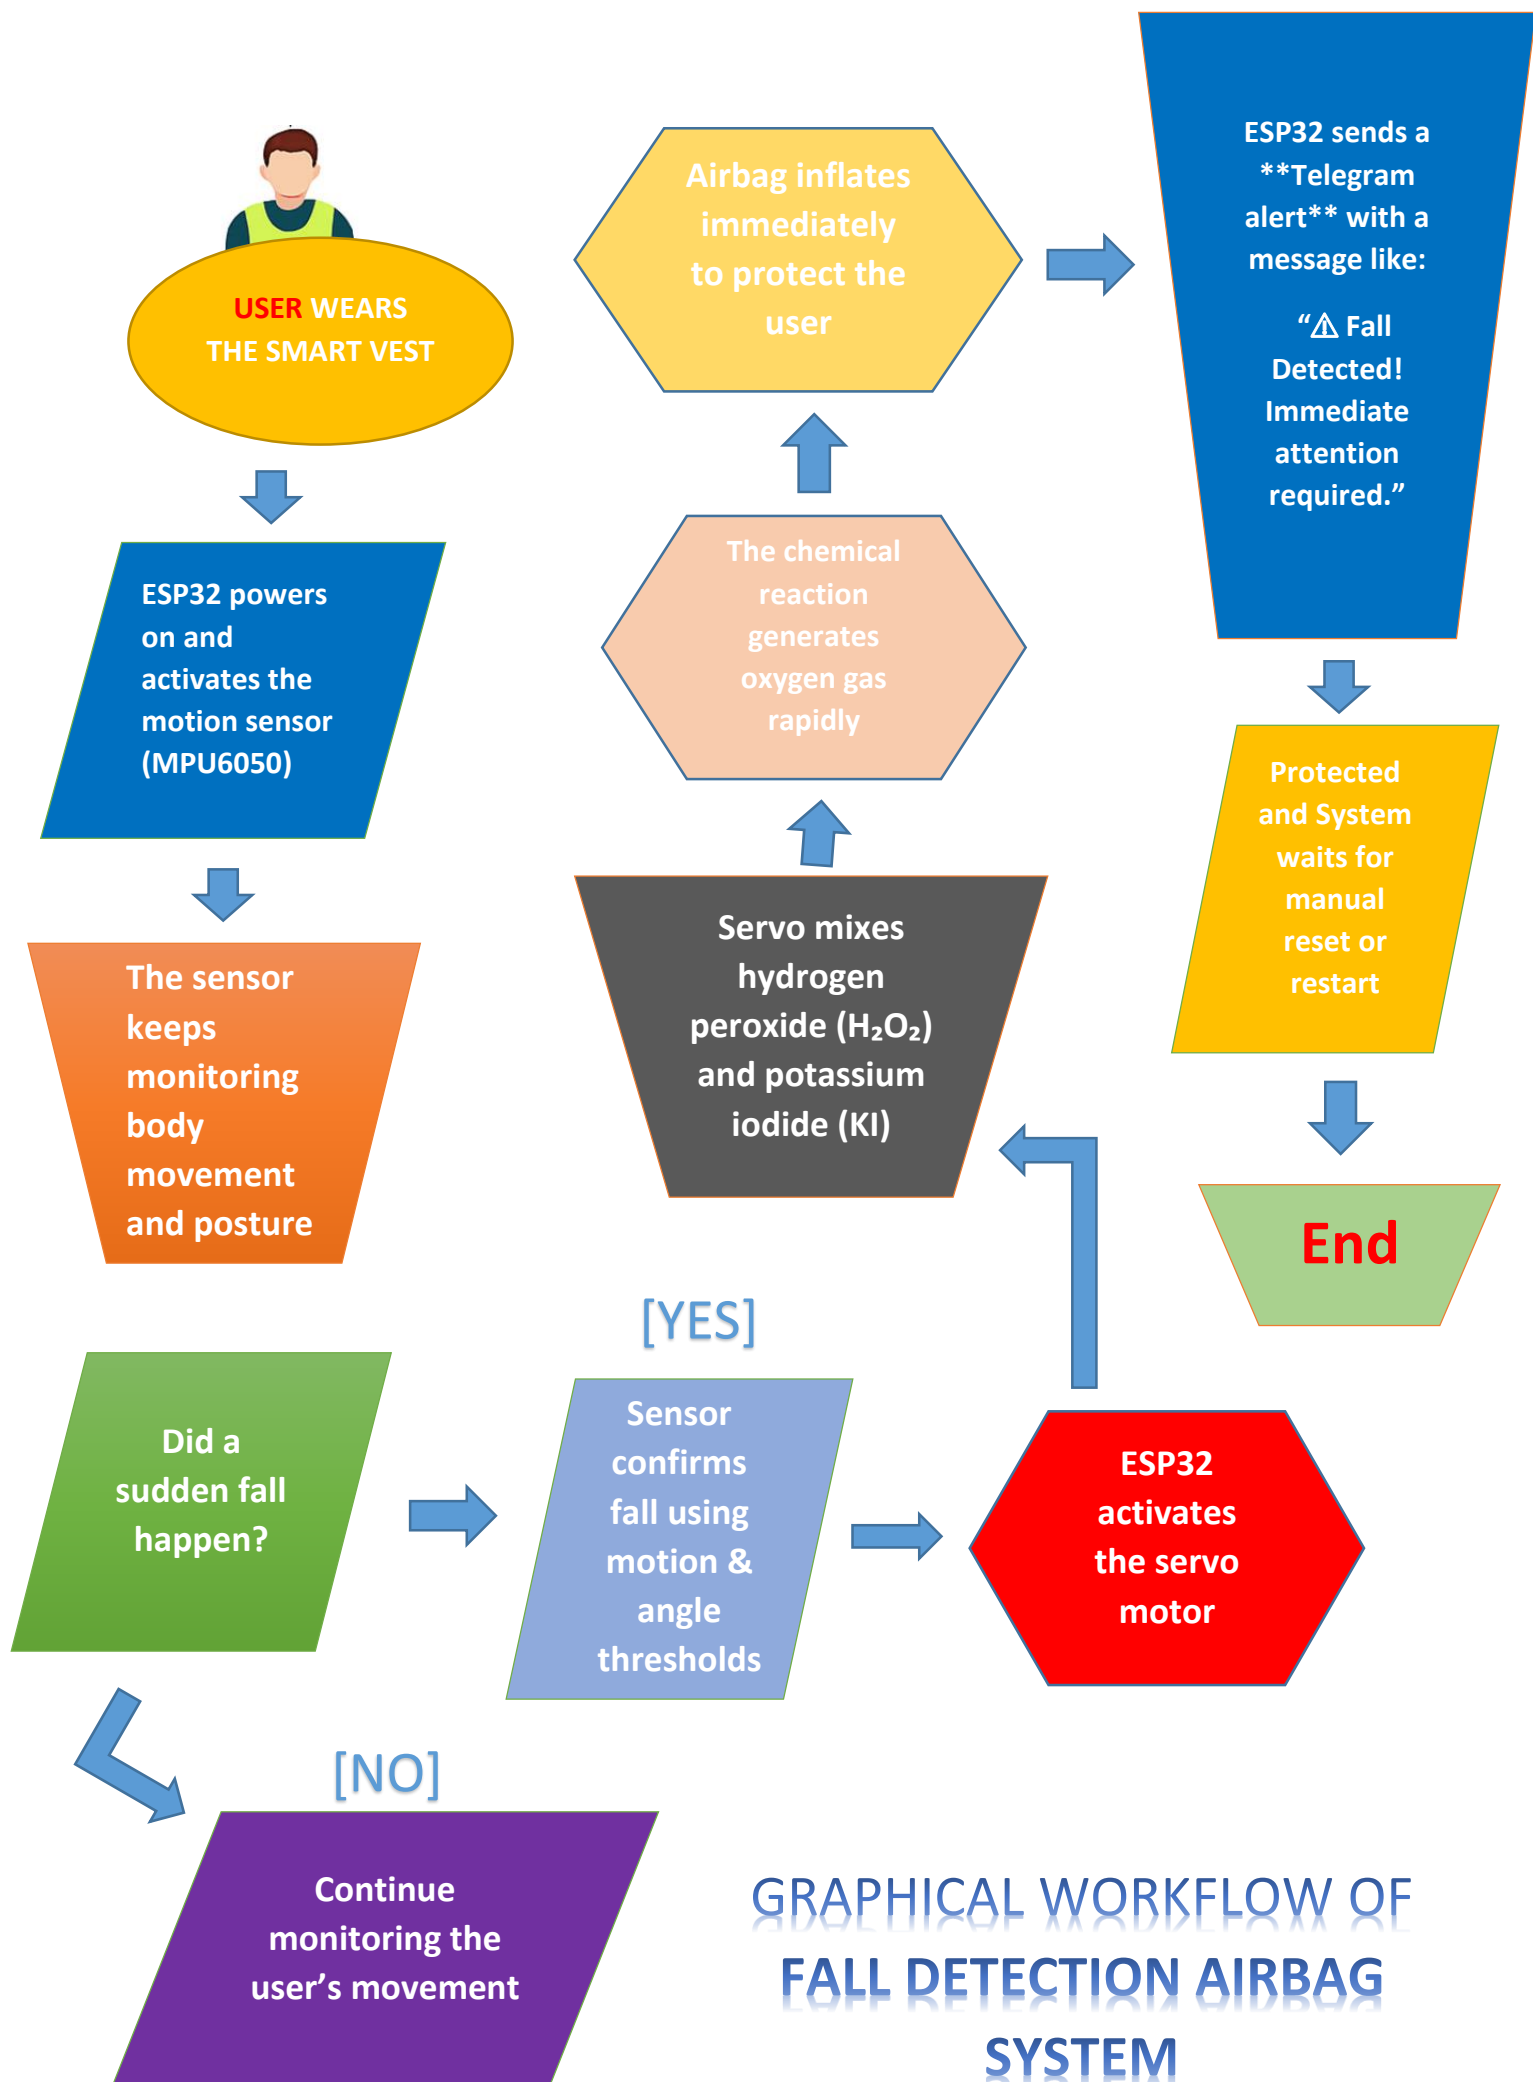 USER WEARS
THE SMART VEST
ESP32 powers
on and
activates the
motion sensor
(MPU6050)
The sensor
keeps
monitoring
body
movement
and posture
Did a
sudden fall
happen?
[YES]
Sensor
confirms
fall using
motion &
angle
thresholds
[NO]
Continue
monitoring the
user’s movement
ESP32
activates
the servo
motor
Servo mixes
hydrogen
peroxide (H₂O₂)
and potassium
iodide (KI)
The chemical
reaction
generates
oxygen gas
rapidly
Airbag inflates
immediately
to protect the
user
ESP32 sends a
**Telegram
alert** with a
message like:
“⚠ Fall
Detected!
Immediate
attention
required.”
Protected
and System
waits for
manual
reset or
restart
End
GRAPHICAL WORKFLOW OF
FALL DETECTION AIRBAG
SYSTEM